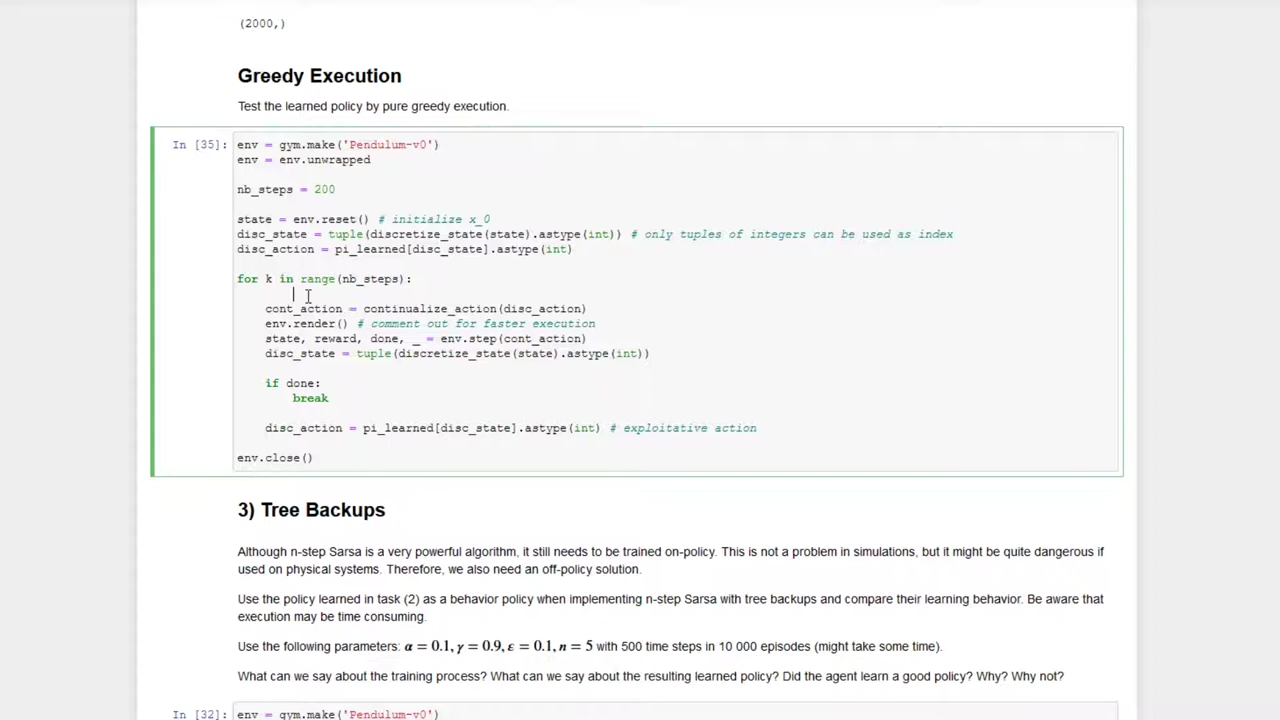 (2000,)
Greedy Execution
Test the learned policy by pure greedy execution.
In [35]: env = gym.make('Pendulum-v0')
env = env.unwrapped
nb_steps = 200
state = env.reset() # initialize x_0
disc_state = tuple(discretize_state(state).astype(int)) # only tuples of integers can be used as index
disc_action = pi_learned[disc_state].astype(int)
for k in range(nb_steps):
cont_action = continualize_action(disc_action)
env.render() # comment out for faster execution
state, reward, done, _ = env.step(cont_action)
disc_state = tuple(discretize_state(state).astype(int))
if done:
break
disc_action = pi_learned[disc_state].astype(int) # exploitative action
env.close()
3) Tree Backups
Although n-step Sarsa is a very powerful algorithm, it still needs to be trained on-policy. This is not a problem in simulations, but it might be quite dangerous if
used on physical systems. Therefore, we also need an off-policy solution.
Use the policy learned in task (2) as a behavior policy when implementing n-step Sarsa with tree backups and compare their learning behavior. Be aware that
execution may be time consuming.
Use the following parameters: α = 0.1, γ = 0.9, ε = 0.1, n = 5 with 500 time steps in 10 000 episodes (might take some time).
What can we say about the training process? What can we say about the resulting learned policy? Did the agent learn a good policy? Why? Why not?
In [32]: env = gym.make('Pendulum-v0')